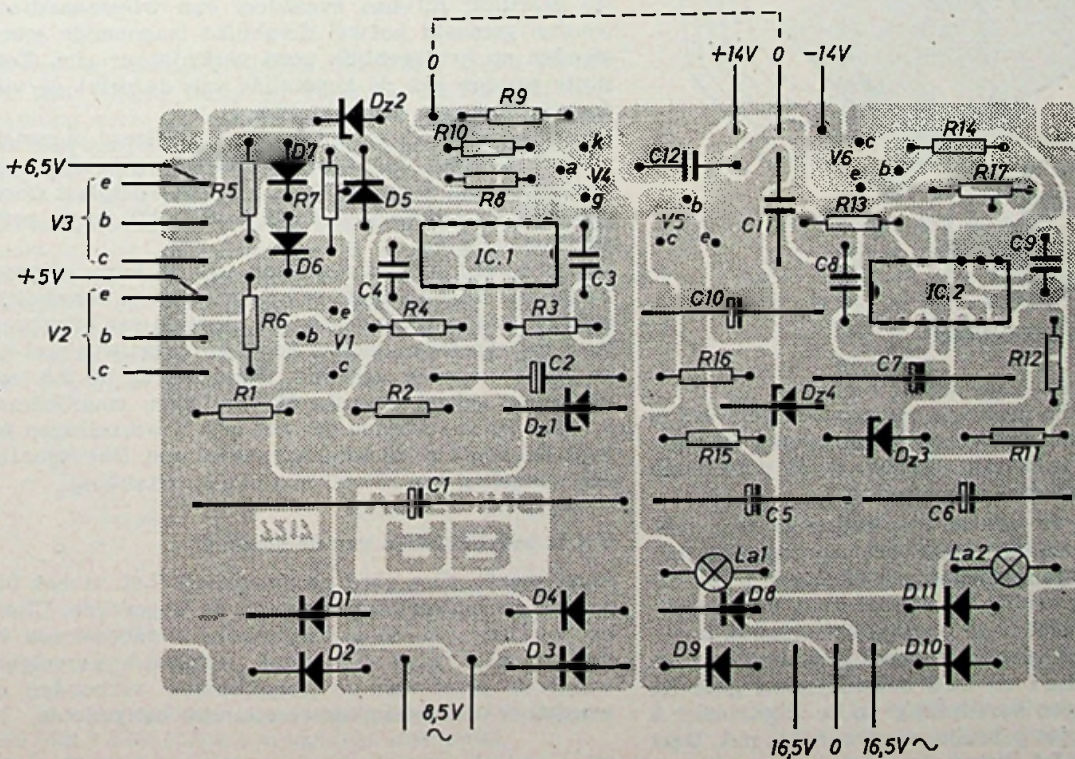 0
+14V 0 -14V
Dz2
R9
R10
R8
k
a V4
g
C12
b
V5
c e
C11
V6
c
b
e
R14
R17
R13
+6,5V
V3
e
b
c
+5V
V2
e
b
c
R5
D7
R7
D5
D6
R6
C4
IC.1
C3
R4
R3
e
b V1
c
C8
IC.2
C9
C10
R1
R2
C2
Dz1
R16
Dz4
C7
R12
R15
Dz3
R11
C1
C5
C6
7217
RB
La1
La2
D1
D4
D8
D11
D2
D3
D9
D10
8,5V
~
16,5V 0 16,5V~